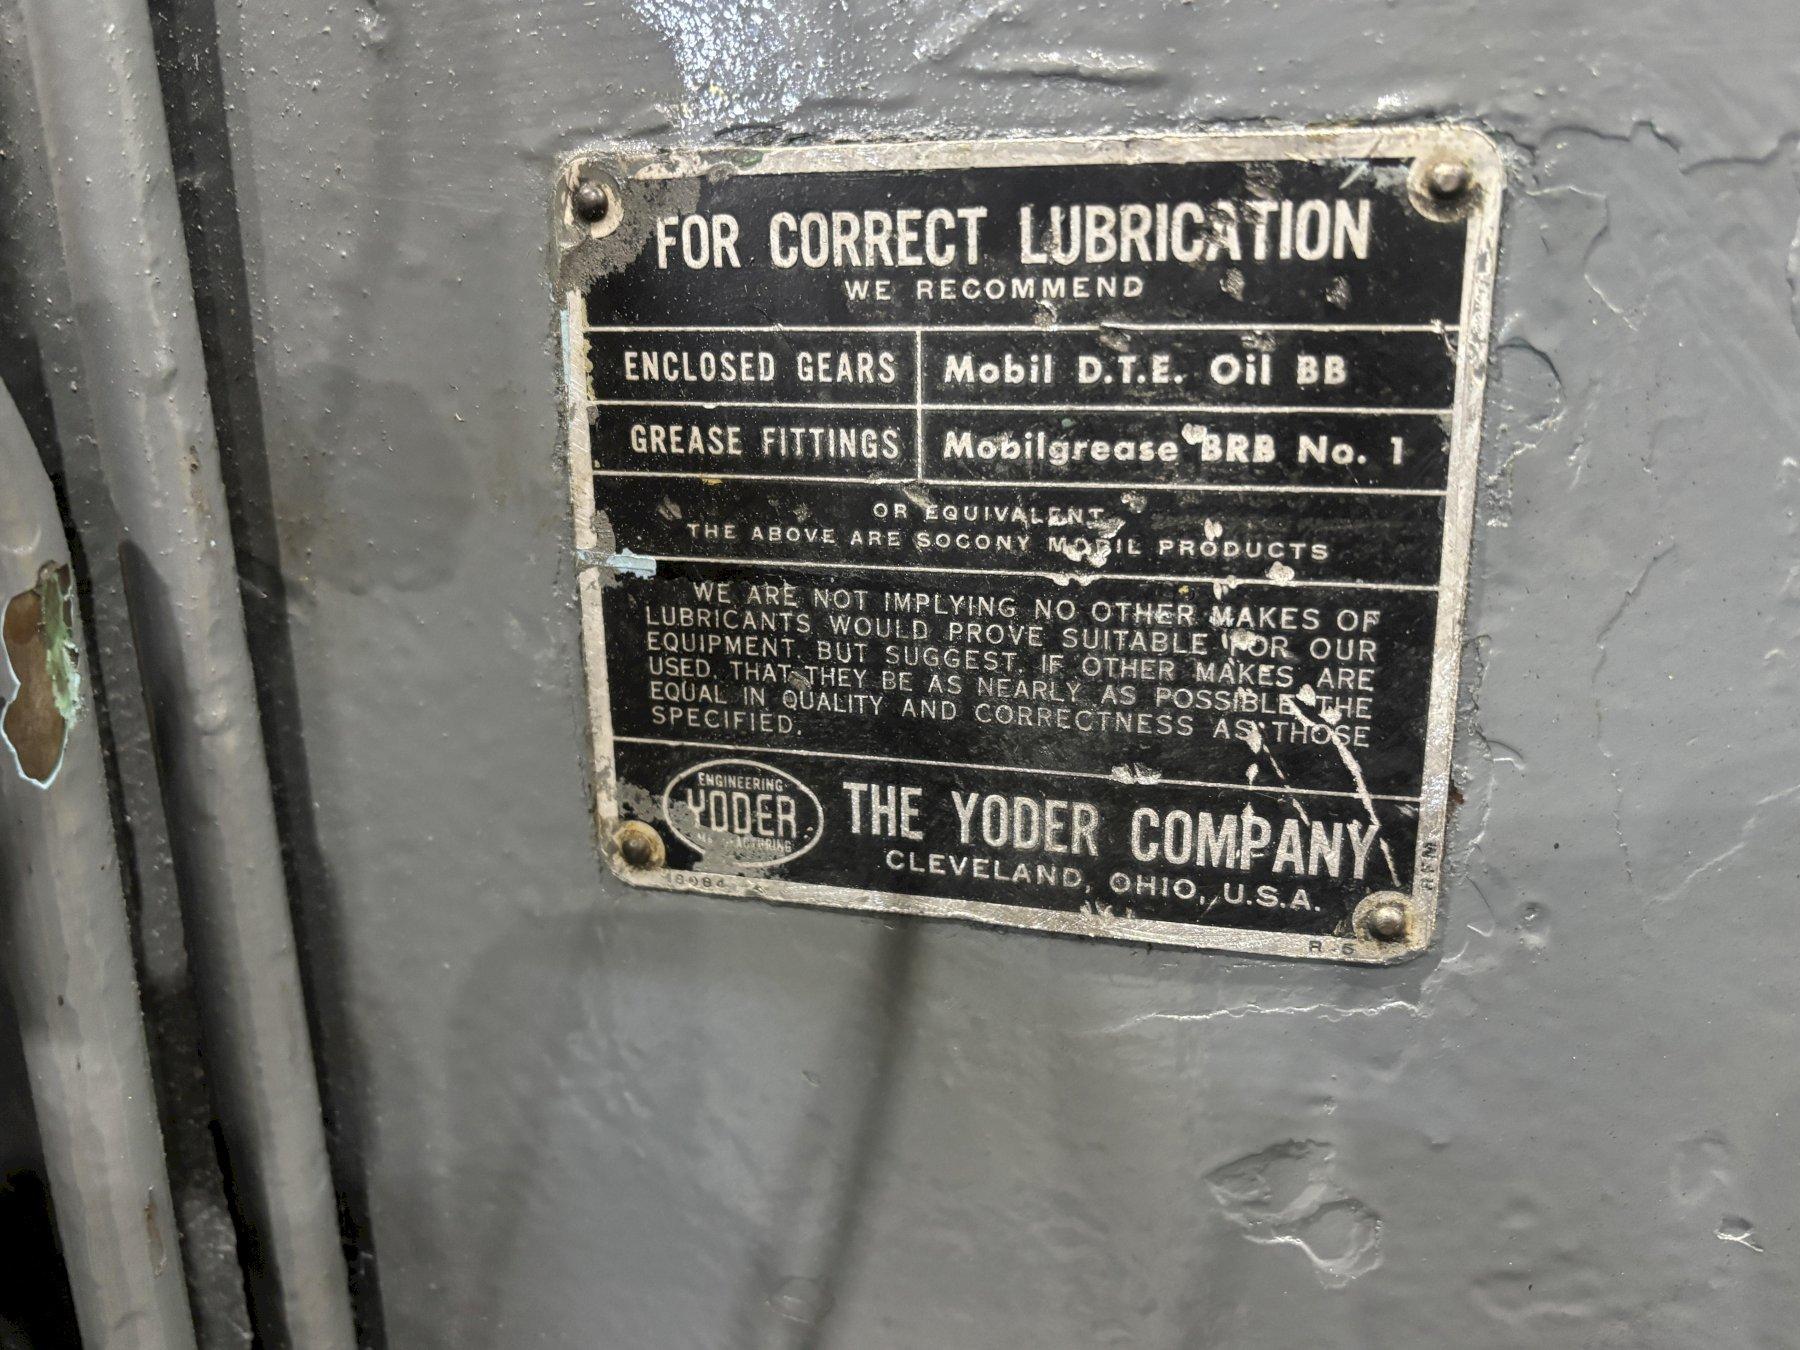 FOR CORRECT LUBRICATION
WE RECOMMEND
ENCLOSED GEARS Mobil D.T.E. Oil BB
GREASE FITTINGS Mobilgrease BRB No. 1
OR EQUIVALENT
THE ABOVE ARE SOCONY MOBIL PRODUCTS
WE ARE NOT IMPLYING NO OTHER MAKES OF
LUBRICANTS WOULD PROVE SUITABLE FOR OUR
EQUIPMENT, BUT SUGGEST, IF OTHER MAKES ARE
USED, THAT THEY BE AS NEARLY AS POSSIBLE THE
EQUAL IN QUALITY AND CORRECTNESS AS THOSE
SPECIFIED.
ENGINEERING
YODER
MANUFACTURING
THE YODER COMPANY
CLEVELAND, OHIO, U.S.A.